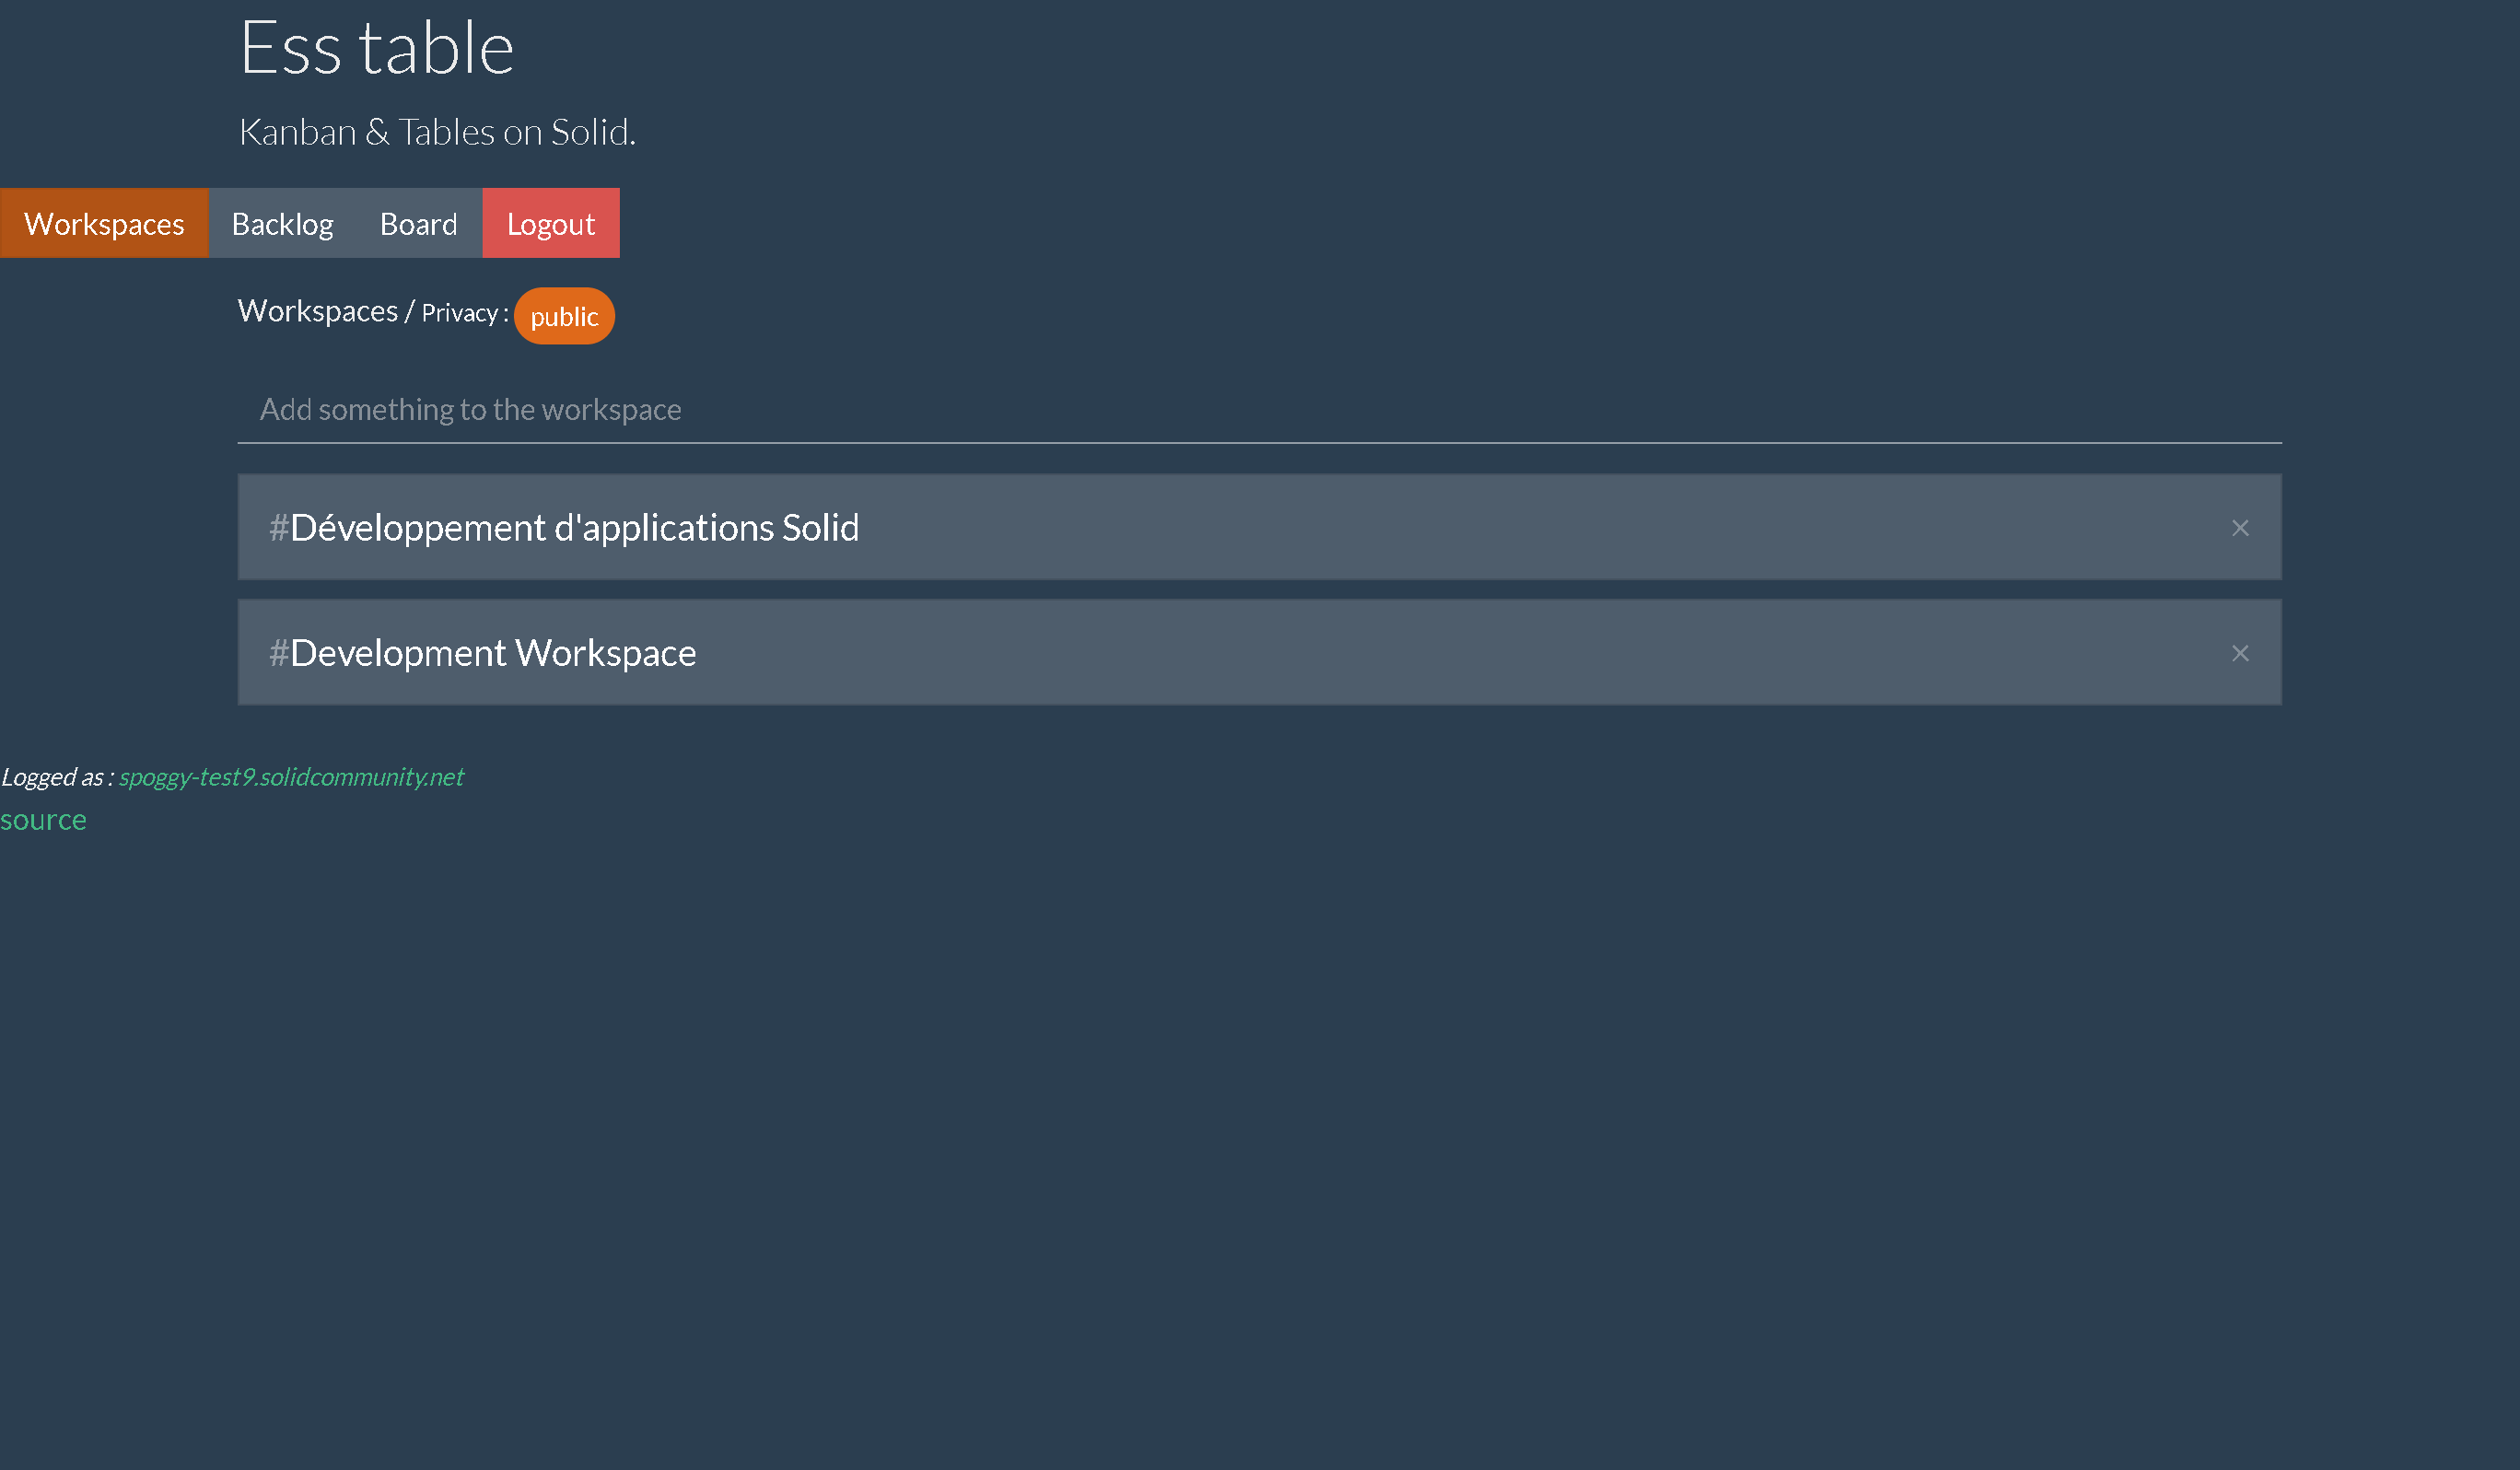 Ess table
Kanban & Tables on Solid.
Workspaces Backlog Board Logout
Workspaces / Privacy : public
Add something to the workspace
#Développement d'applications Solid ×
#Development Workspace ×
Logged as : spoggy-test9.solidcommunity.net
source